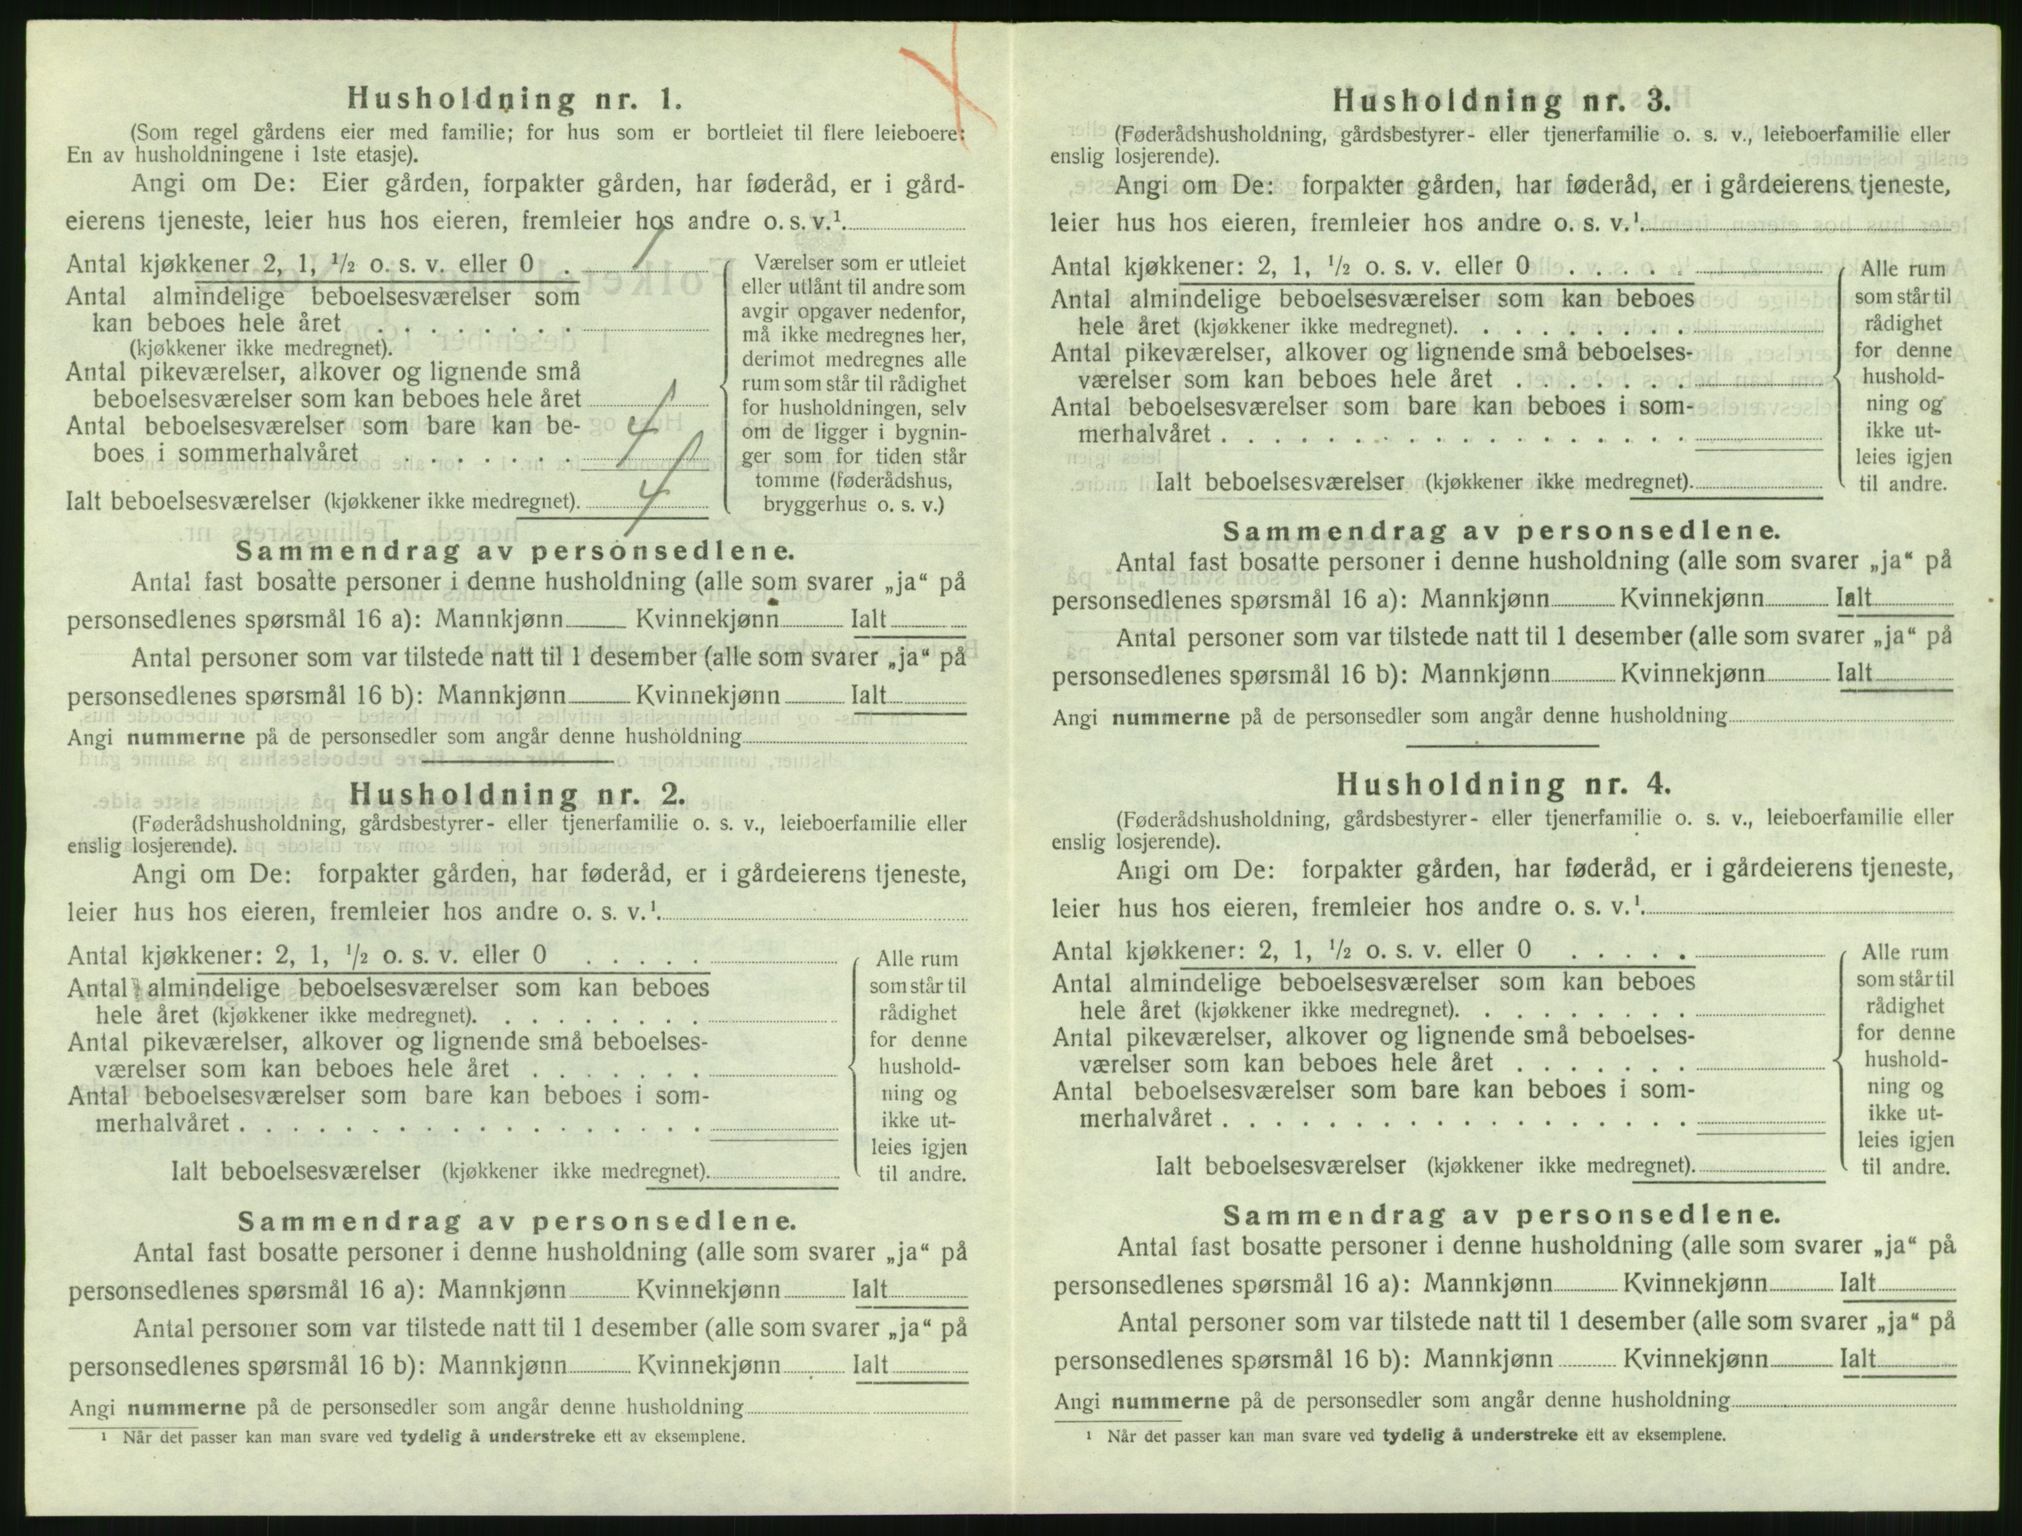 Husholdning nr. 1.
(Som regel gårdens eier med familie; for hus som er bortleiet til flere leieboere:
En av husholdningene i 1ste etasje).
Angi om De: Eier gården, forpakter gården, har føderåd, er i gård-
eierens tjeneste, leier hus hos eieren, fremleier hos andre o. s. v.¹
Antal kjøkkener 2, 1, ½ o. s. v. eller 0 . 1
Antal almindelige beboelsesværelser som
kan beboes hele året . . . . . . . .
(kjøkkener ikke medregnet).
Antal pikeværelser, alkover og lignende små
beboelsesværelser som kan beboes hele året
Antal beboelsesværelser som bare kan be-
boes i sommerhalvåret . . . . . . . 4
Ialt beboelsesværelser (kjøkkener ikke medregnet). 4
Værelser som er utleiet
eller utlånt til andre som
avgir opgaver nedenfor,
må ikke medregnes her,
derimot medregnes alle
rum som står til rådighet
for husholdningen, selv
om de ligger i bygnin-
ger som for tiden står
tomme (føderådshus,
bryggerhus o. s. v.)
Sammendrag av personsedlene.
Antal fast bosatte personer i denne husholdning (alle som svarer „ja“ på
personsedlenes spørsmål 16 a): Mannkjønn Kvinnekjønn Ialt
Antal personer som var tilstede natt til 1 desember (alle som svarer „ja“ på
personsedlenes spørsmål 16 b): Mannkjønn Kvinnekjønn Ialt
Angi nummerne på de personsedler som angår denne husholdning
Husholdning nr. 2.
(Føderådshusholdning, gårdsbestyrer- eller tjenerfamilie o. s. v., leieboerfamilie eller
enslig losjerende).
Angi om De: forpakter gården, har føderåd, er i gårdeierens tjeneste,
leier hus hos eieren, fremleier hos andre o. s. v.¹
Antal kjøkkener: 2, 1, ½ o. s. v. eller 0 . . . . .
Antal almindelige beboelsesværelser som kan beboes
hele året (kjøkkener ikke medregnet). . . . . . . . .
Antal pikeværelser, alkover og lignende små beboelses-
værelser som kan beboes hele året . . . . . . .
Antal beboelsesværelser som bare kan beboes i som-
merhalvåret . . . . . . . . . . . . . . . . . .
Ialt beboelsesværelser (kjøkkener ikke medregnet).
Alle rum
som står til
rådighet
for denne
hushold-
ning og
ikke ut-
leies igjen
til andre.
Sammendrag av personsedlene.
Antal fast bosatte personer i denne husholdning (alle som svarer „ja“ på
personsedlenes spørsmål 16 a): Mannkjønn Kvinnekjønn Ialt
Antal personer som var tilstede natt til 1 desember (alle som svarer „ja“ på
personsedlenes spørsmål 16 b): Mannkjønn Kvinnekjønn Ialt
Angi nummerne på de personsedler som angår denne husholdning
¹ Når det passer kan man svare ved tydelig å understreke ett av eksemplene.
Husholdning nr. 3.
(Føderådshusholdning, gårdsbestyrer- eller tjenerfamilie o. s. v., leieboerfamilie eller
enslig losjerende).
Angi om De: forpakter gården, har føderåd, er i gårdeierens tjeneste,
leier hus hos eieren, fremleier hos andre o. s. v.¹
Antal kjøkkener: 2, 1, ½ o. s. v. eller 0 . . . . .
Antal almindelige beboelsesværelser som kan beboes
hele året (kjøkkener ikke medregnet). . . . . . . . .
Antal pikeværelser, alkover og lignende små beboelses-
værelser som kan beboes hele året . . . . . . .
Antal beboelsesværelser som bare kan beboes i som-
merhalvåret . . . . . . . . . . . . . . . . . .
Ialt beboelsesværelser (kjøkkener ikke medregnet).
Alle rum
som står til
rådighet
for denne
hushold-
ning og
ikke ut-
leies igjen
til andre.
Sammendrag av personsedlene.
Antal fast bosatte personer i denne husholdning (alle som svarer „ja“ på
personsedlenes spørsmål 16 a): Mannkjønn Kvinnekjønn Ialt
Antal personer som var tilstede natt til 1 desember (alle som svarer „ja“ på
personsedlenes spørsmål 16 b): Mannkjønn Kvinnekjønn Ialt
Angi nummerne på de personsedler som angår denne husholdning
Husholdning nr. 4.
(Føderådshusholdning, gårdsbestyrer- eller tjenerfamilie o. s. v., leieboerfamilie eller
enslig losjerende).
Angi om De: forpakter gården, har føderåd, er i gårdeierens tjeneste,
leier hus hos eieren, fremleier hos andre o. s. v.¹
Antal kjøkkener: 2, 1, ½ o. s. v. eller 0 . . . . .
Antal almindelige beboelsesværelser som kan beboes
hele året (kjøkkener ikke medregnet). . . . . . . . .
Antal pikeværelser, alkover og lignende små beboelses-
værelser som kan beboes hele året . . . . . . .
Antal beboelsesværelser som bare kan beboes i som-
merhalvåret . . . . . . . . . . . . . . . . . .
Ialt beboelsesværelser (kjøkkener ikke medregnet).
Alle rum
som står til
rådighet
for denne
hushold-
ning og
ikke ut-
leies igjen
til andre.
Sammendrag av personsedlene.
Antal fast bosatte personer i denne husholdning (alle som svarer „ja“ på
personsedlenes spørsmål 16 a): Mannkjønn Kvinnekjønn Ialt
Antal personer som var tilstede natt til 1 desember (alle som svarer „ja“ på
personsedlenes spørsmål 16 b): Mannkjønn Kvinnekjønn Ialt
Angi nummerne på de personsedler som angår denne husholdning
¹ Når det passer kan man svare ved tydelig å understreke ett av eksemplene.